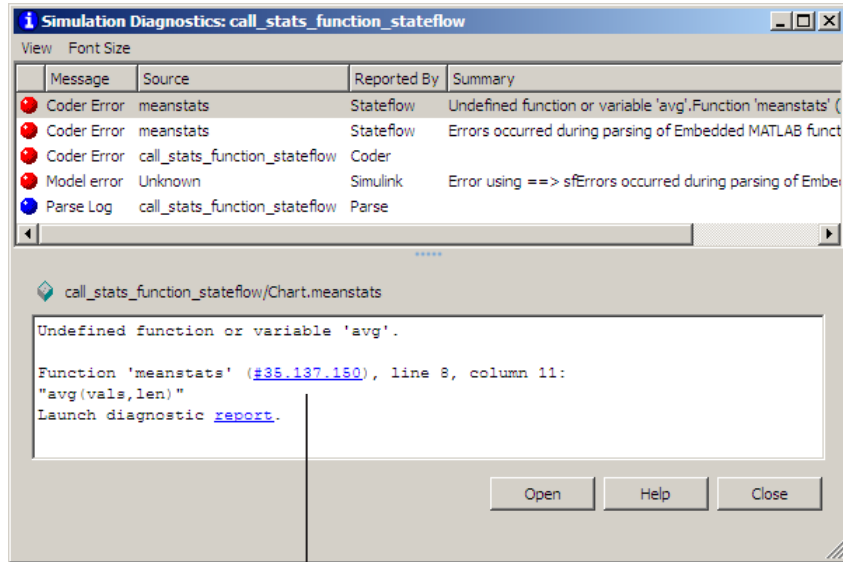 Simulation Diagnostics: call_stats_function_stateflow
View Font Size
Message Source Reported By Summary
Coder Error meanstats Stateflow Undefined function or variable 'avg'.Function 'meanstats' (
Coder Error meanstats Stateflow Errors occurred during parsing of Embedded MATLAB funct
Coder Error call_stats_function_stateflow Coder
Model error Unknown Simulink Error using ==> sfErrors occurred during parsing of Embe
Parse Log call_stats_function_stateflow Parse
call_stats_function_stateflow/Chart.meanstats
Undefined function or variable 'avg'.
Function 'meanstats' (#35.137.150), line 8, column 11:
"avg(vals,len)"
Launch diagnostic report.
Open Help Close